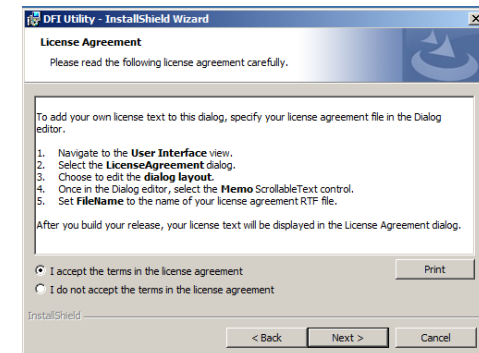 DFI Utility - InstallShield Wizard
License Agreement
Please read the following license agreement carefully.
To add your own license text to this dialog, specify your license agreement file in the Dialog
editor.
1. Navigate to the User Interface view.
2. Select the LicenseAgreement dialog.
3. Choose to edit the dialog layout.
4. Once in the Dialog editor, select the Memo ScrollableText control.
5. Set FileName to the name of your license agreement RTF file.
After you build your release, your license text will be displayed in the License Agreement dialog.
I accept the terms in the license agreement
Print
I do not accept the terms in the license agreement
InstallShield
< Back Next > Cancel